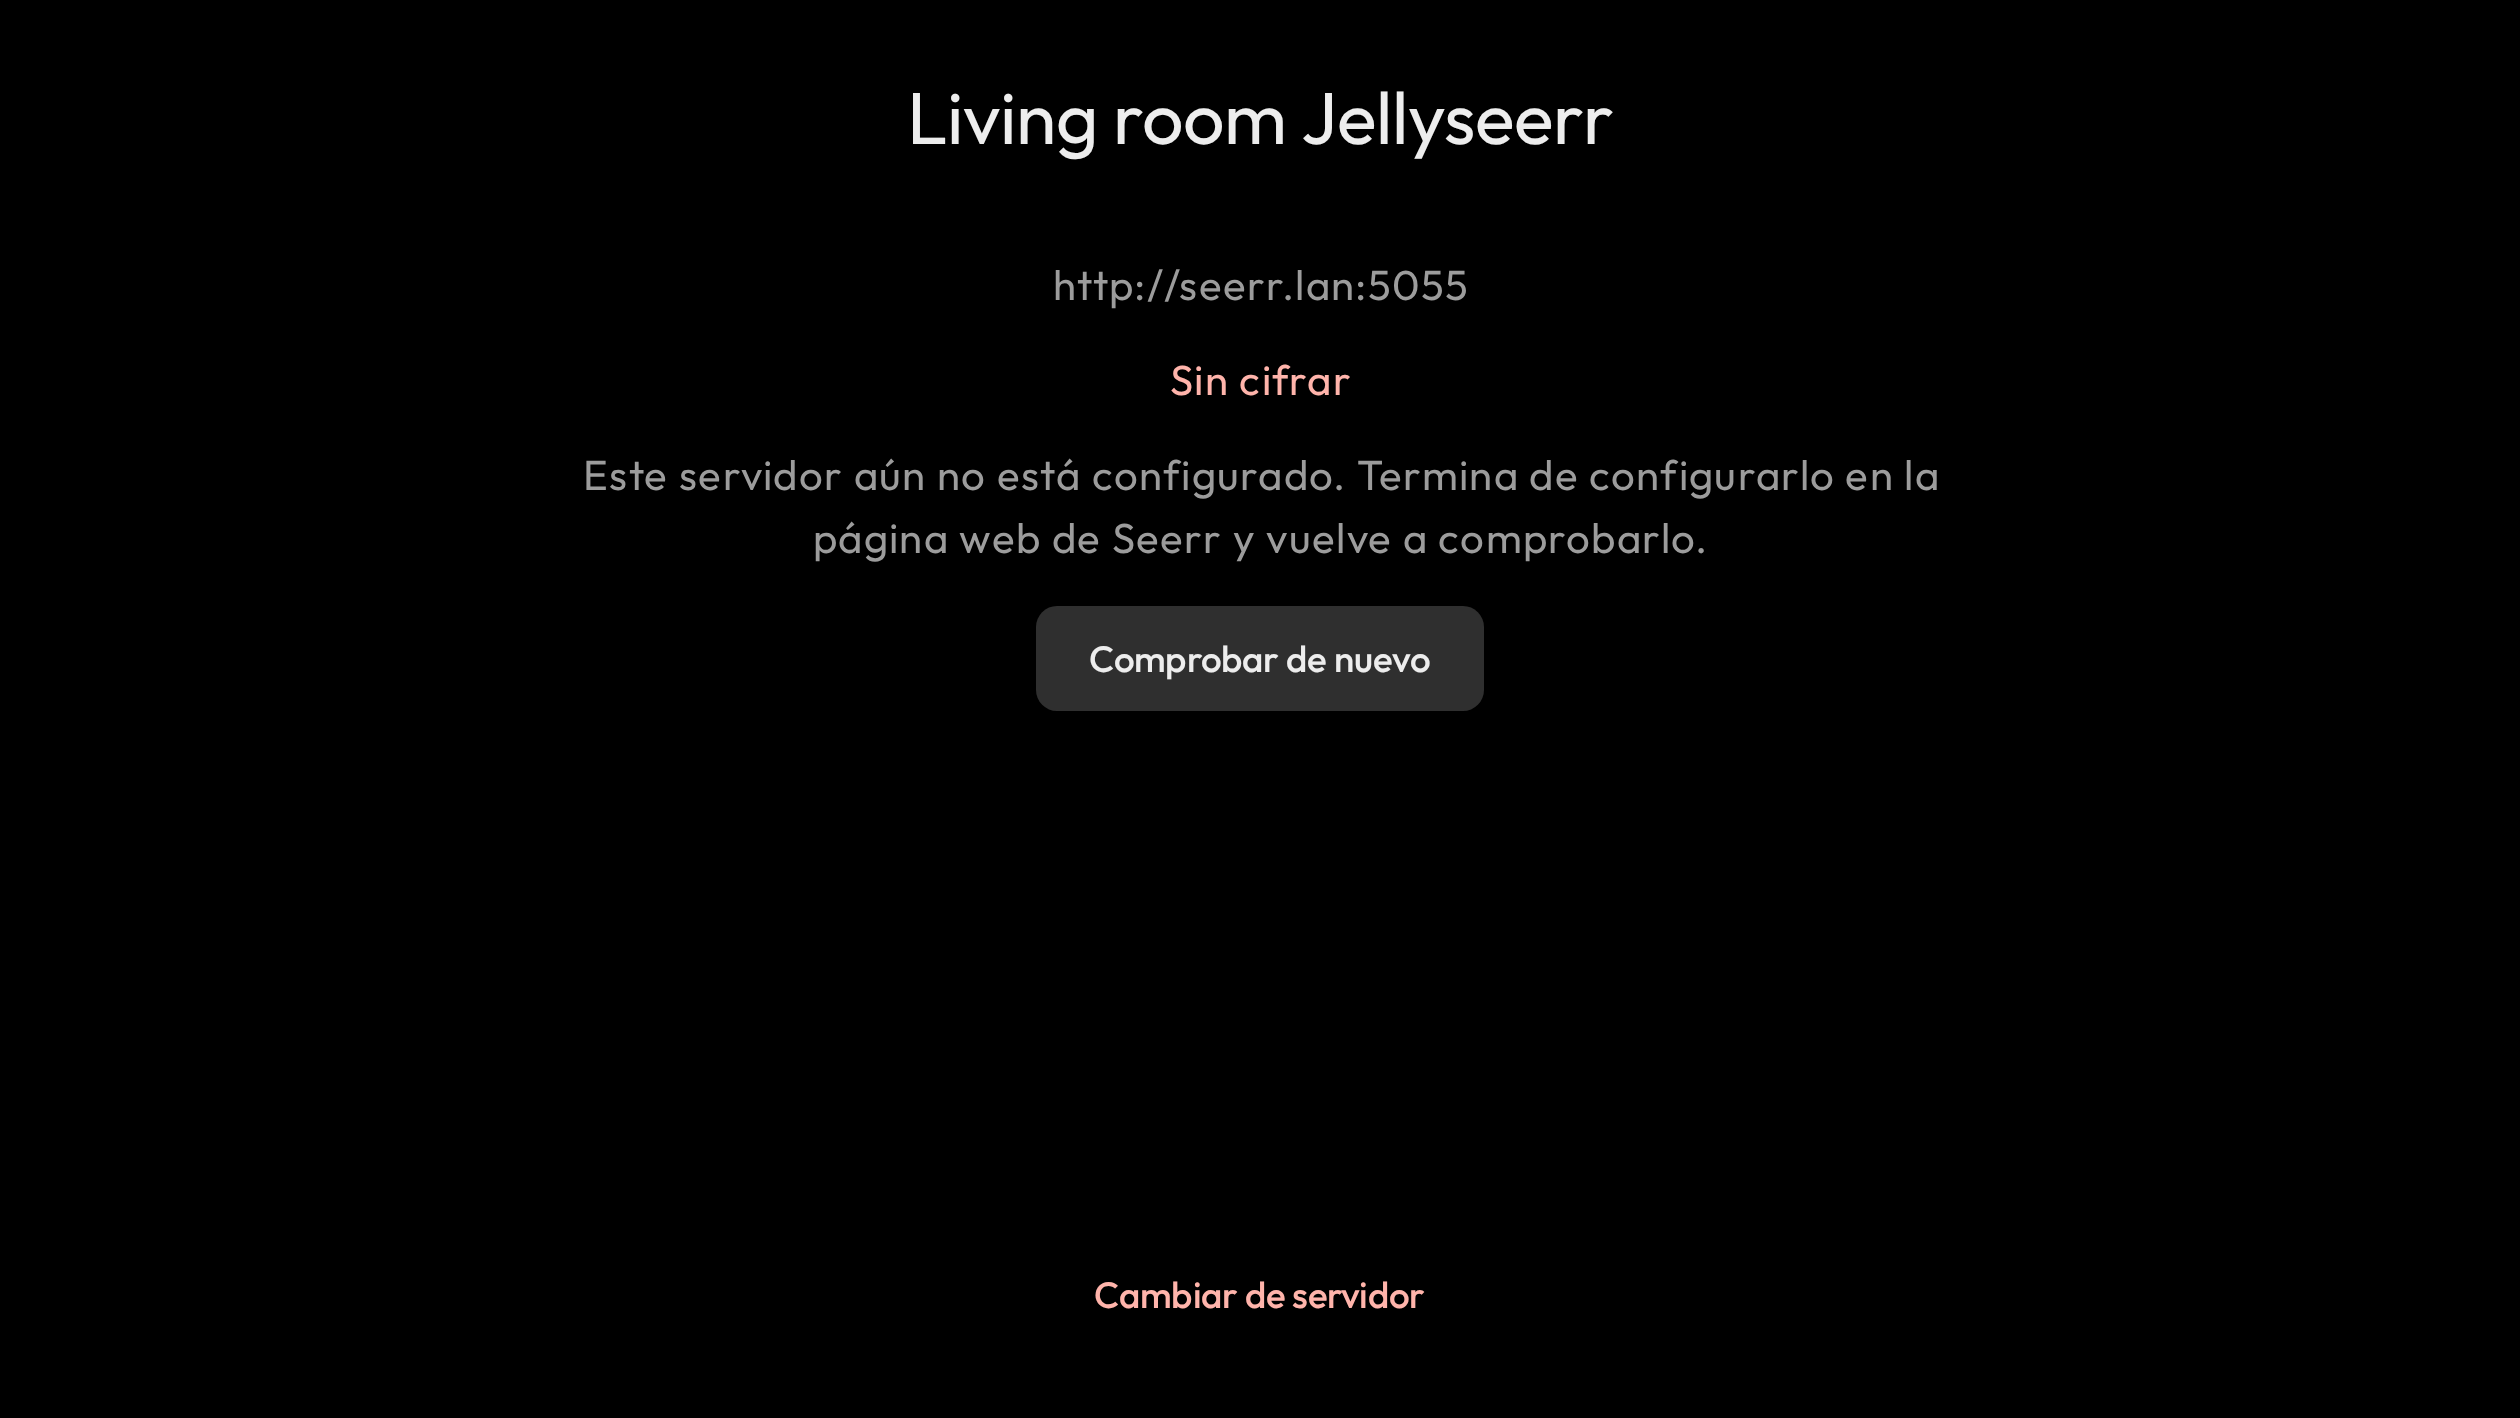 Living room Jellyseerr
http://seerr.lan:5055
Sin cifrar
Este servidor aún no está configurado. Termina de configurarlo en la
página web de Seerr y vuelve a comprobarlo.
Comprobar de nuevo
Cambiar de servidor